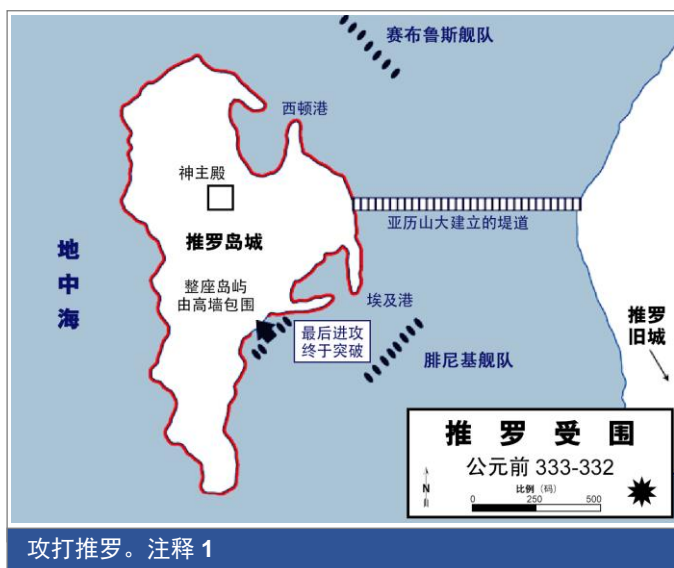 赛布鲁斯舰队
西顿港
神主殿
亚历山大建立的堤道
推罗岛城
地中海
整座岛屿
由高墙包围
埃及港
最后进攻
终于突破
腓尼基舰队
推罗
旧城
推罗受围
公元前 333-332
比例（码）
N
0 250 500
攻打推罗。注释 1